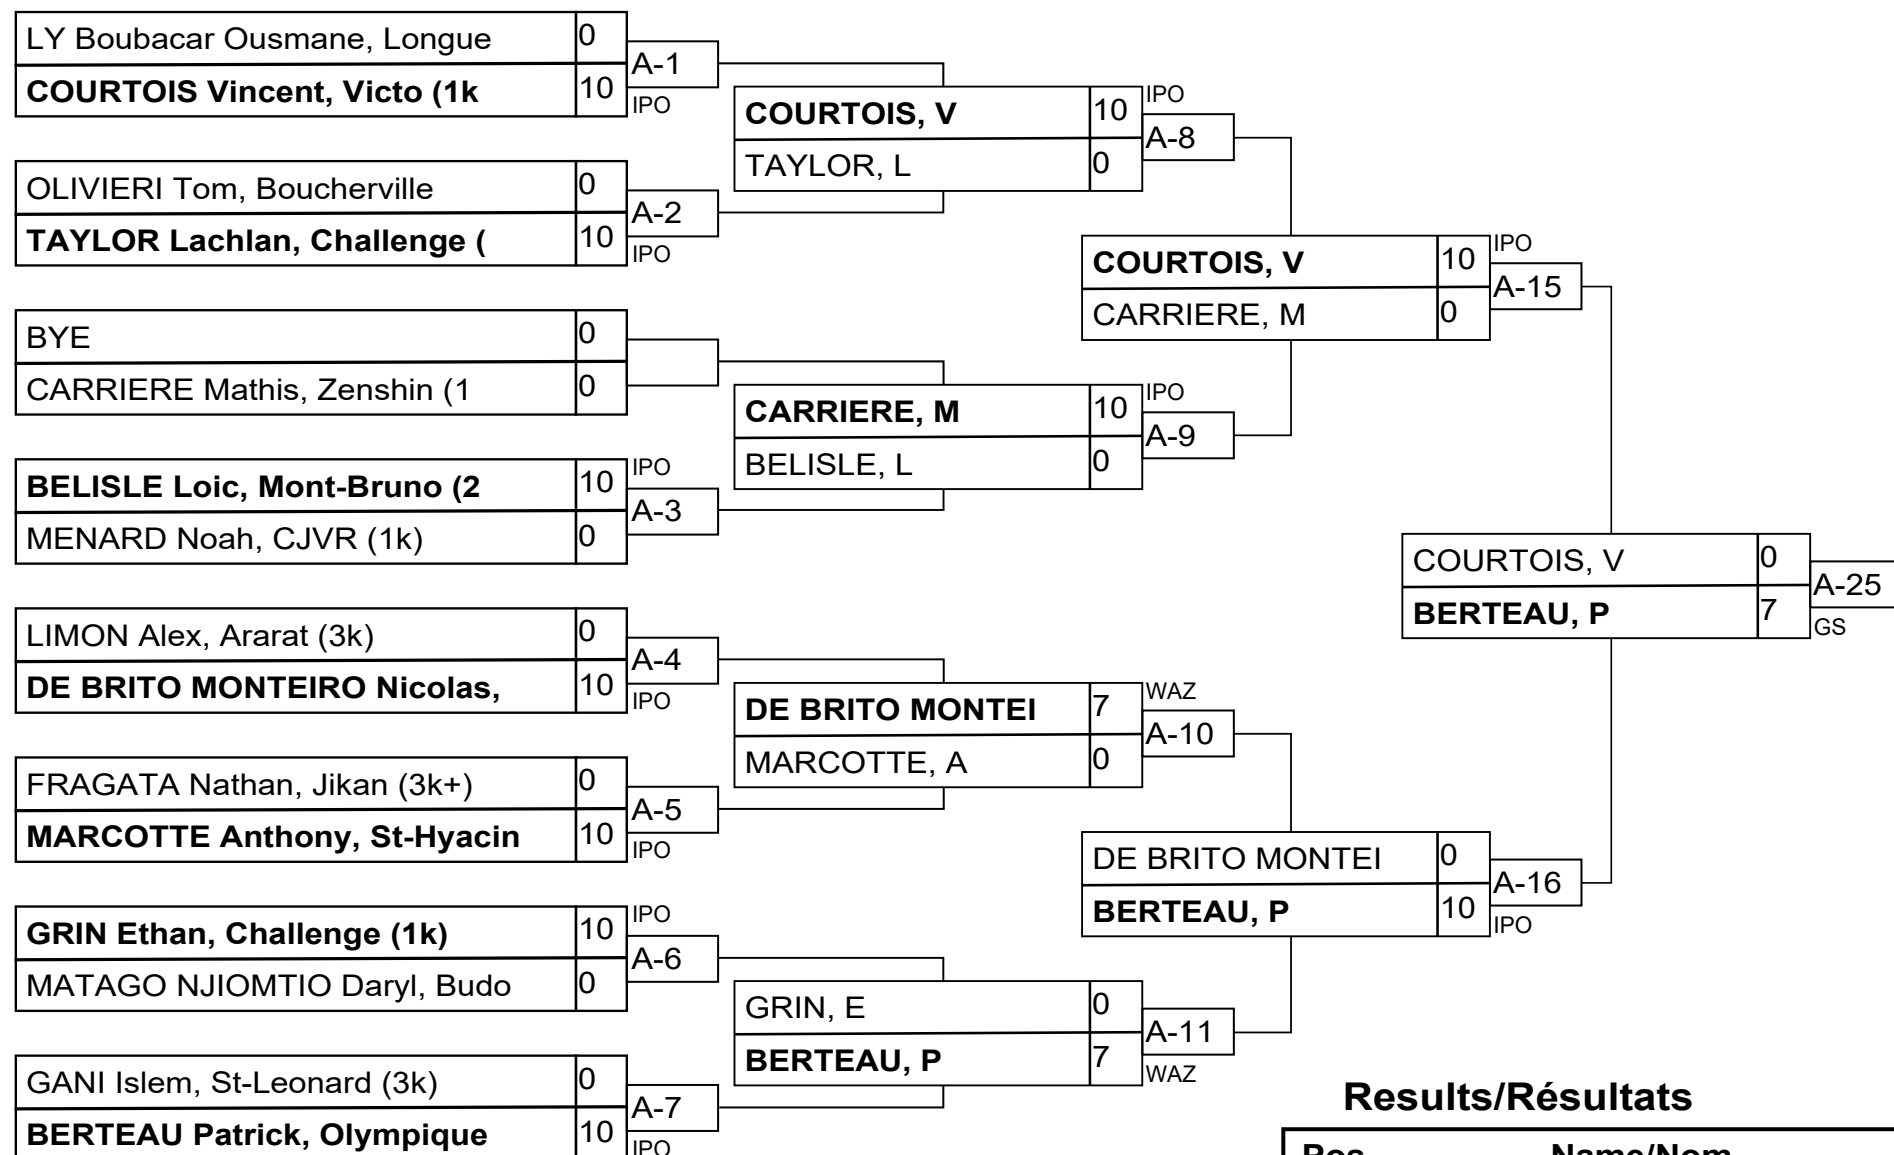 LY Boubacar Ousmane, Longue 0
A-1
COURTOIS Vincent, Victo (1k 10
IPO
OLIVIERI Tom, Boucherville 0
A-2
TAYLOR Lachlan, Challenge ( 10
IPO
BYE 0
CARRIERE Mathis, Zenshin (1 0
BELISLE Loic, Mont-Bruno (2 10
IPO
A-3
MENARD Noah, CJVR (1k) 0
LIMON Alex, Ararat (3k) 0
A-4
DE BRITO MONTEIRO Nicolas, 10
IPO
FRAGATA Nathan, Jikan (3k+) 0
A-5
MARCOTTE Anthony, St-Hyacin 10
IPO
GRIN Ethan, Challenge (1k) 10
IPO
A-6
MATAGO NJIOMTIO Daryl, Budo 0
GANI Islem, St-Leonard (3k) 0
A-7
BERTEAU Patrick, Olympique 10
IPO
COURTOIS, V 10
IPO
A-8
TAYLOR, L 0
CARRIERE, M 10
IPO
A-9
BELISLE, L 0
DE BRITO MONTEI 7
WAZ
A-10
MARCOTTE, A 0
GRIN, E 0
A-11
BERTEAU, P 7
WAZ
COURTOIS, V 10
IPO
A-15
CARRIERE, M 0
DE BRITO MONTEI 0
A-16
BERTEAU, P 10
IPO
COURTOIS, V 0
A-25
BERTEAU, P 7
GS
Results/Résultats
Pos Name/Nom